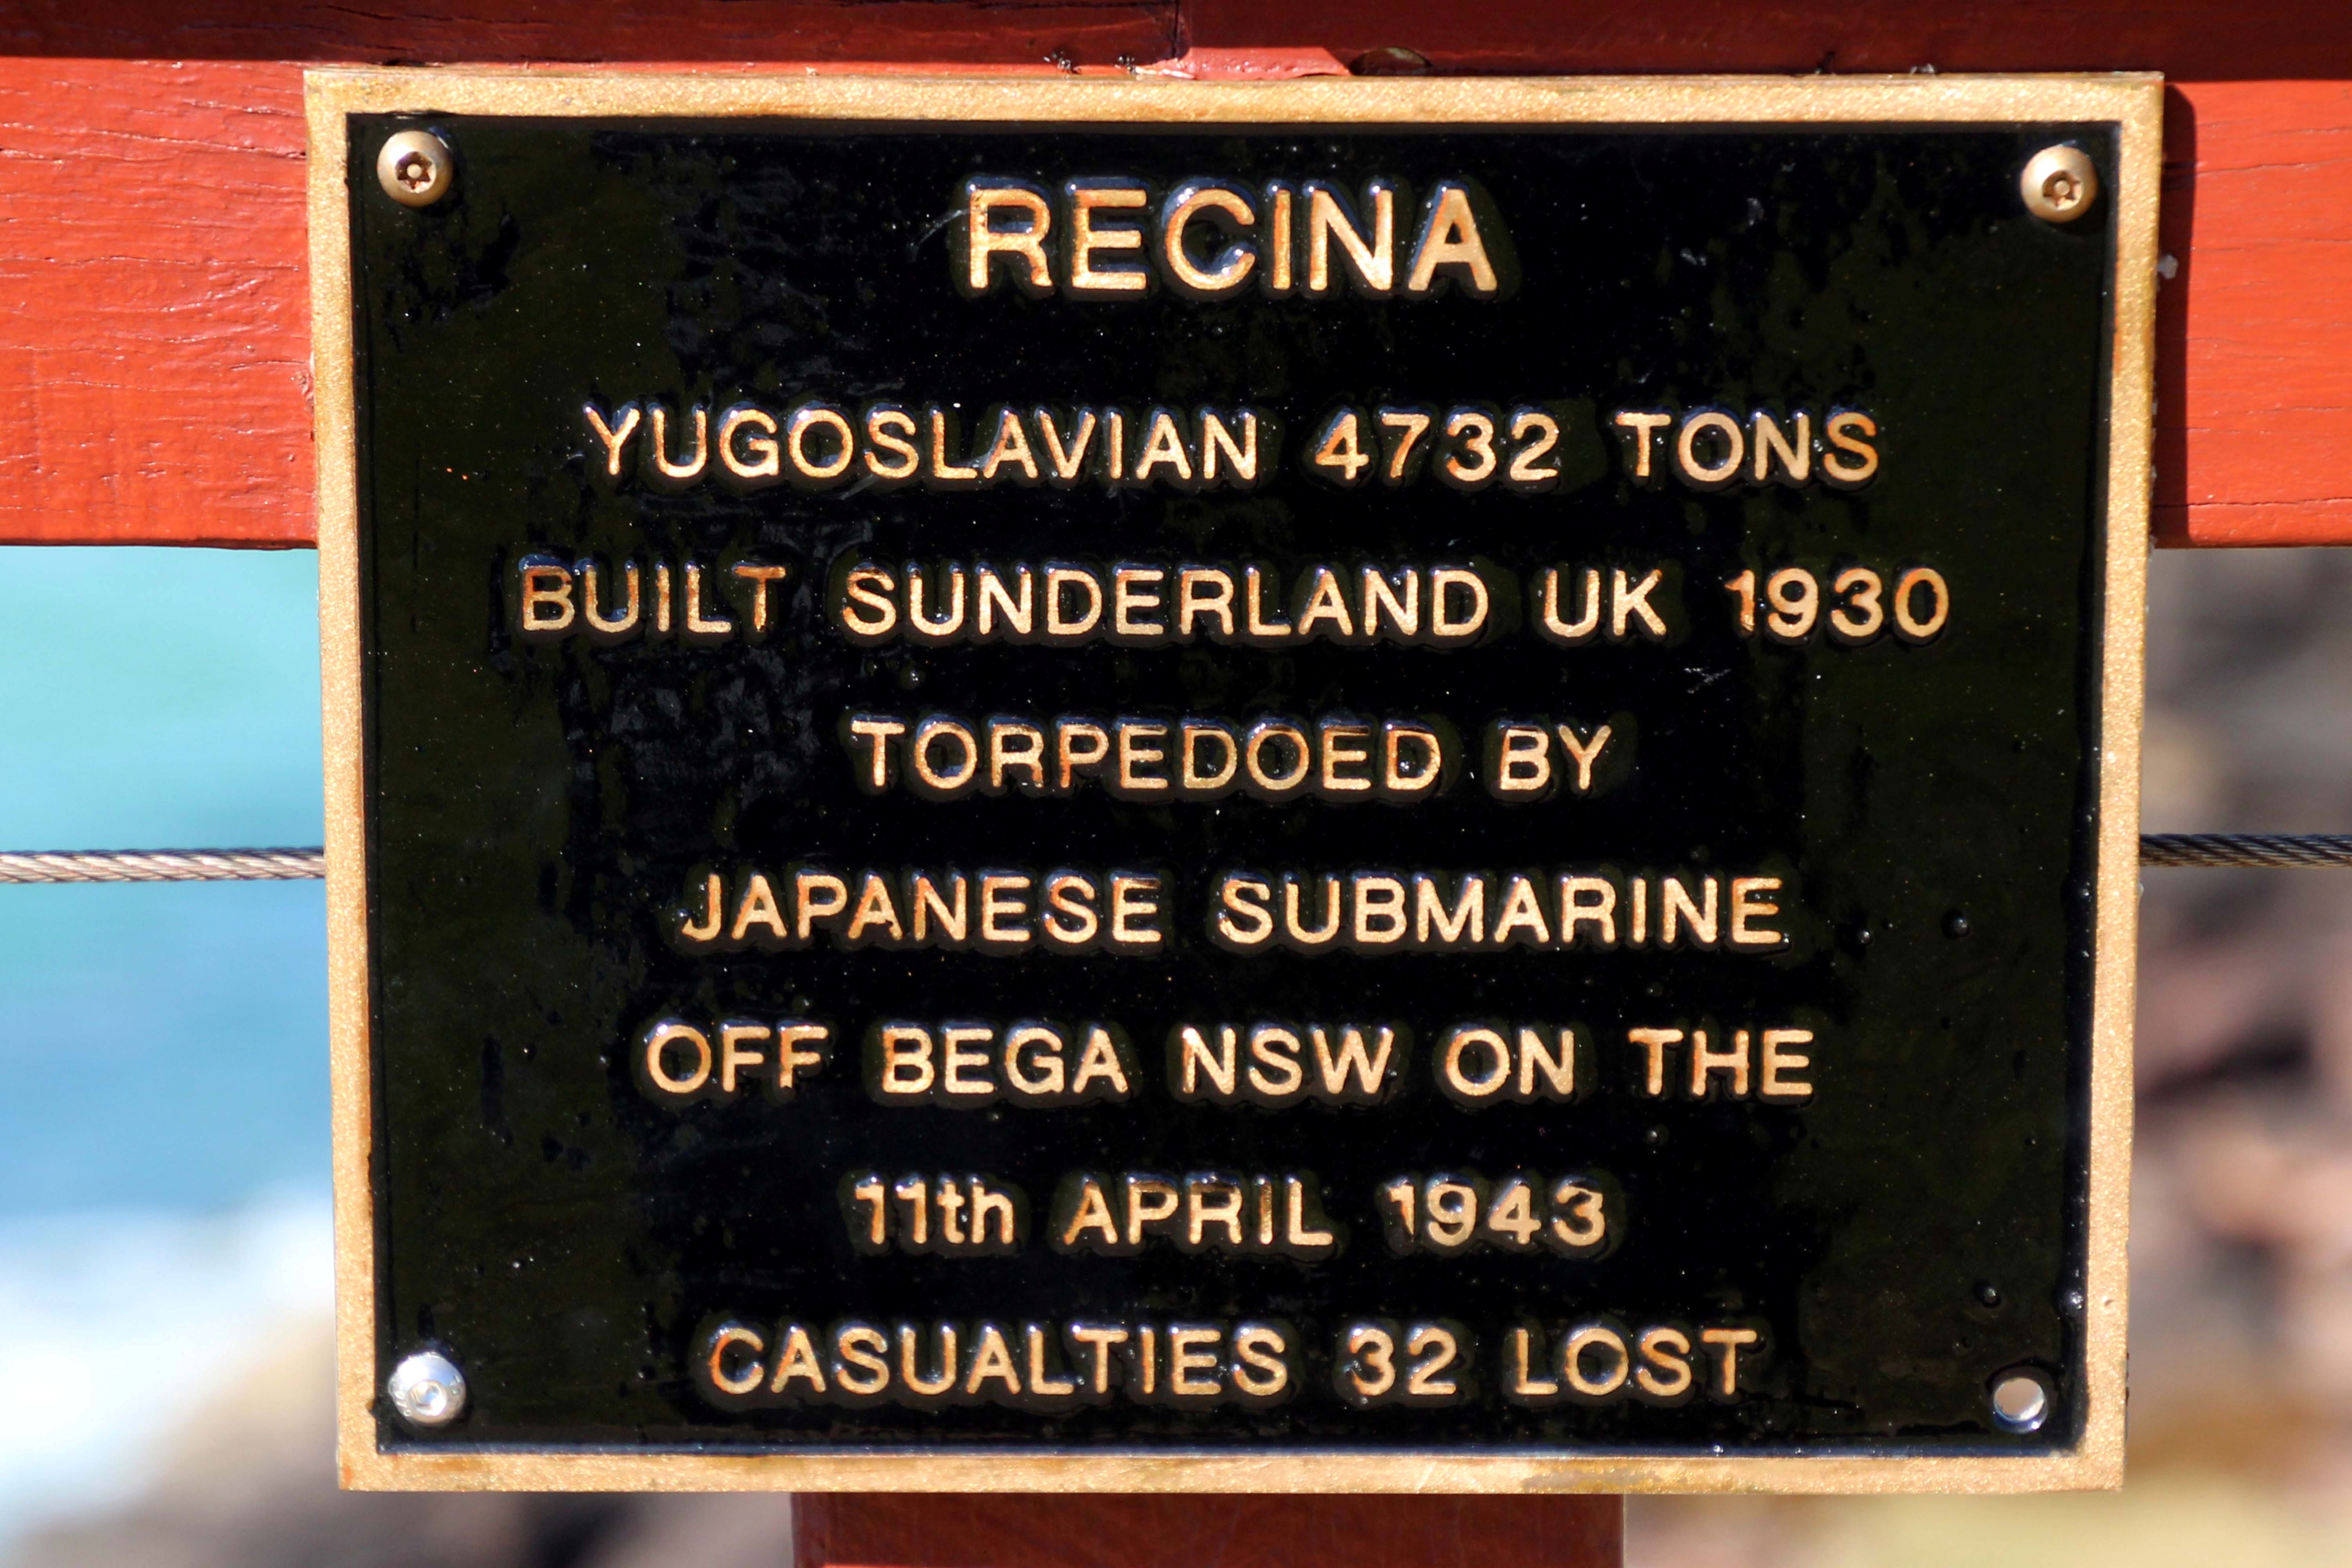 RECINA
YUGOSLAVIAN 4732 TONS
BUILT SUNDERLAND UK 1930
TORPEDOED BY
JAPANESE SUBMARINE
OFF BEGA NSW ON THE
11th APRIL 1943
CASUALTIES 32 LOST